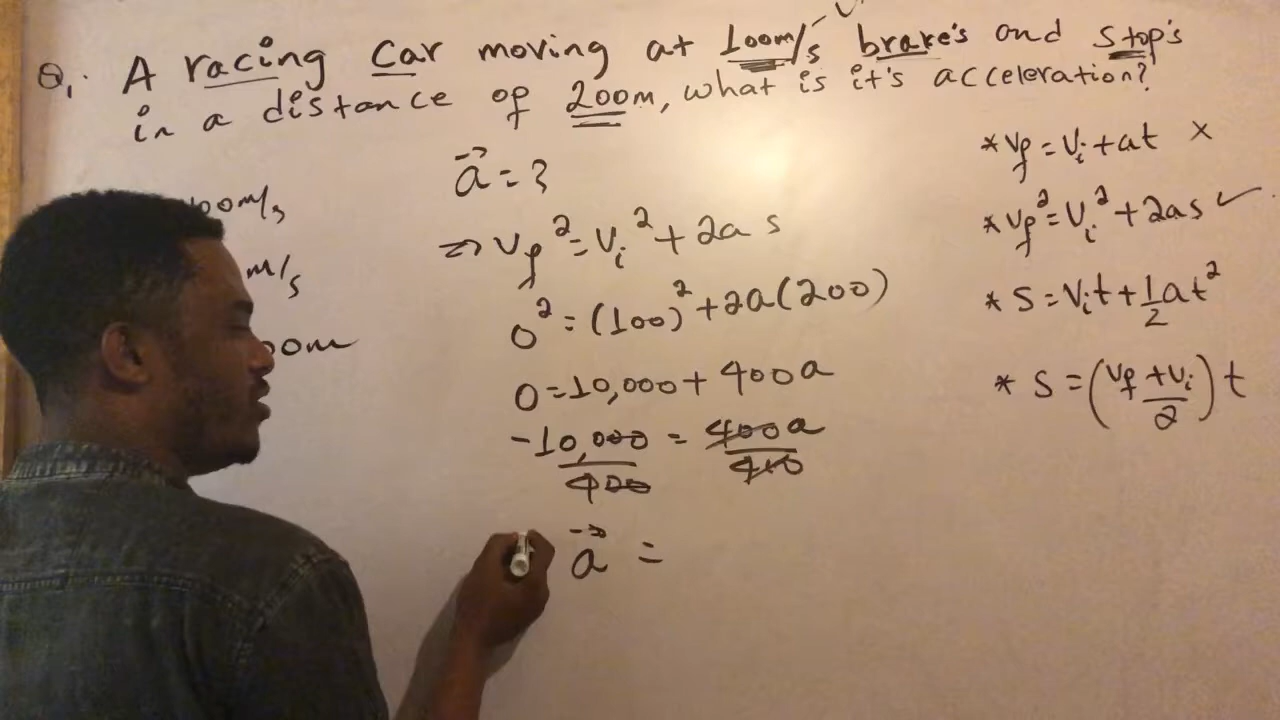 Q1. A racing car moving at 100m/s brake's and stop's
in a distance of 200m, what is it's acceleration?
m/s
a⃗ = ?
=> vf² = vi² + 2as
0² = (100)² + 2a(200)
0 = 10,000 + 400a
-10,000/400 = 400a/400
a⃗ =
* vf = vi + at ×
* vf² = vi² + 2as ✓
* s = vit + 1/2at²
* s = (vf + vi/2)t